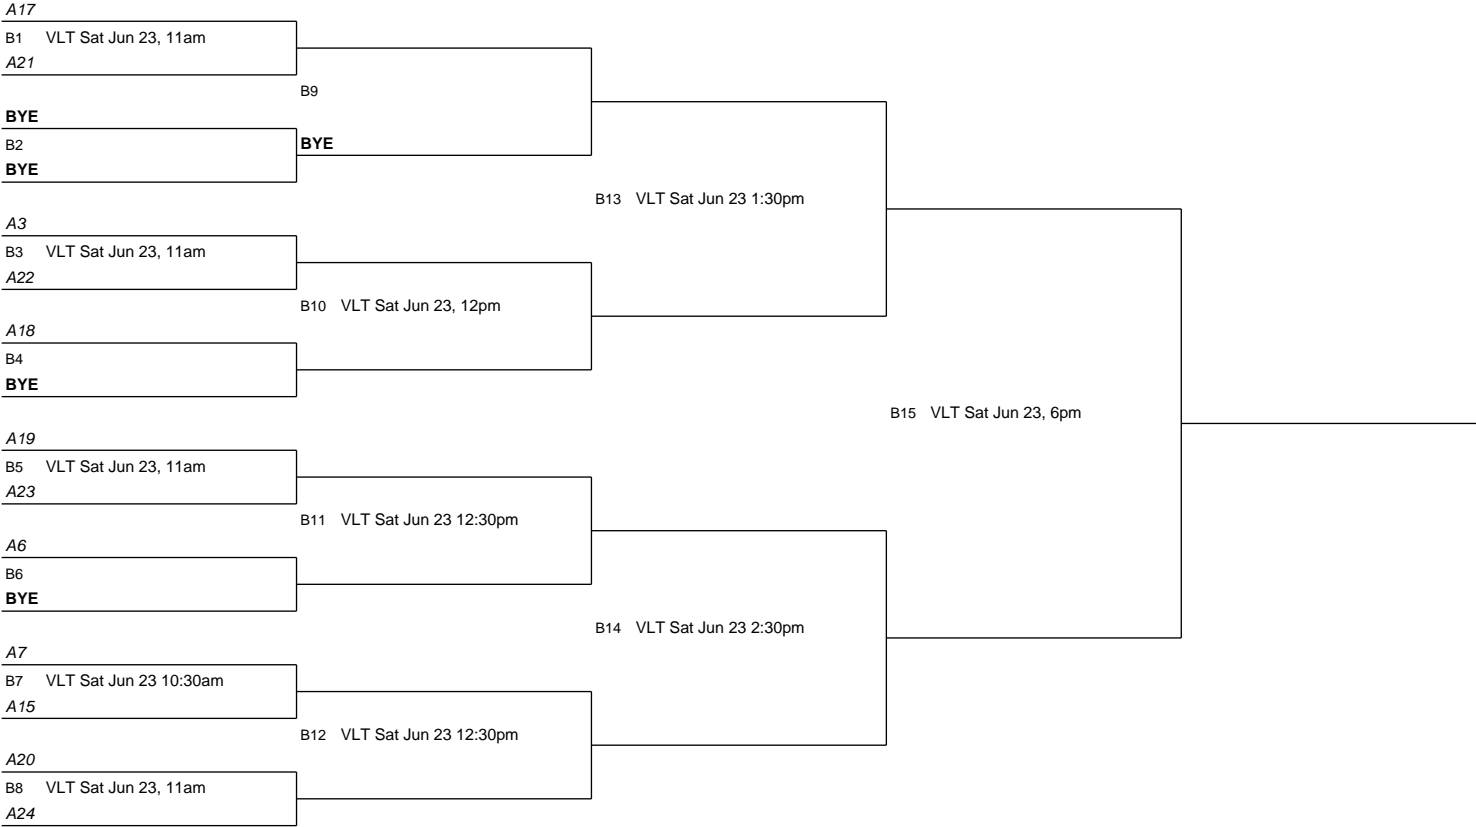 A17
B1 VLT Sat Jun 23, 11am
A21
B9
BYE
B2
BYE
BYE
B13 VLT Sat Jun 23 1:30pm
A3
B3 VLT Sat Jun 23, 11am
A22
B10 VLT Sat Jun 23, 12pm
A18
B4
BYE
B15 VLT Sat Jun 23, 6pm
A19
B5 VLT Sat Jun 23, 11am
A23
B11 VLT Sat Jun 23 12:30pm
A6
B6
BYE
B14 VLT Sat Jun 23 2:30pm
A7
B7 VLT Sat Jun 23 10:30am
A15
B12 VLT Sat Jun 23 12:30pm
A20
B8 VLT Sat Jun 23, 11am
A24